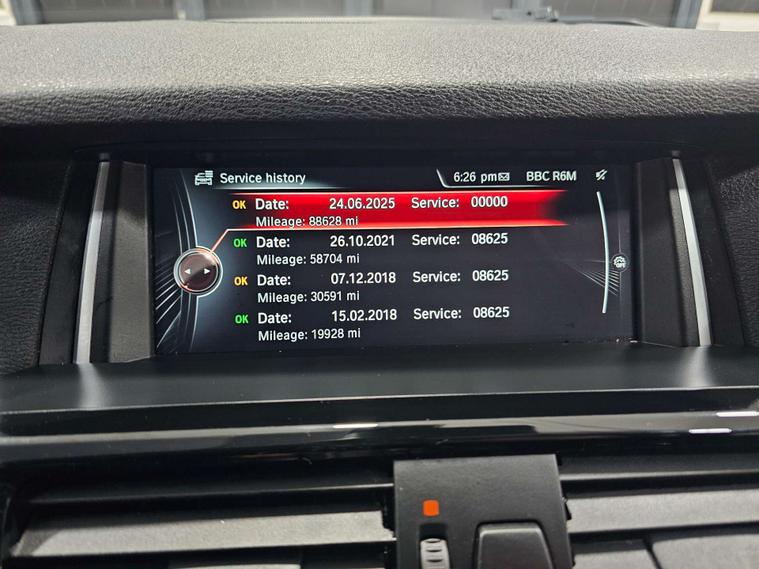 Service history 6:26 pm BBC R6M
OK Date: 24.06.2025 Service: 00000
Mileage: 88628 mi
OK Date: 26.10.2021 Service: 08625
Mileage: 58704 mi
OK Date: 07.12.2018 Service: 08625
Mileage: 30591 mi
OK Date: 15.02.2018 Service: 08625
Mileage: 19928 mi